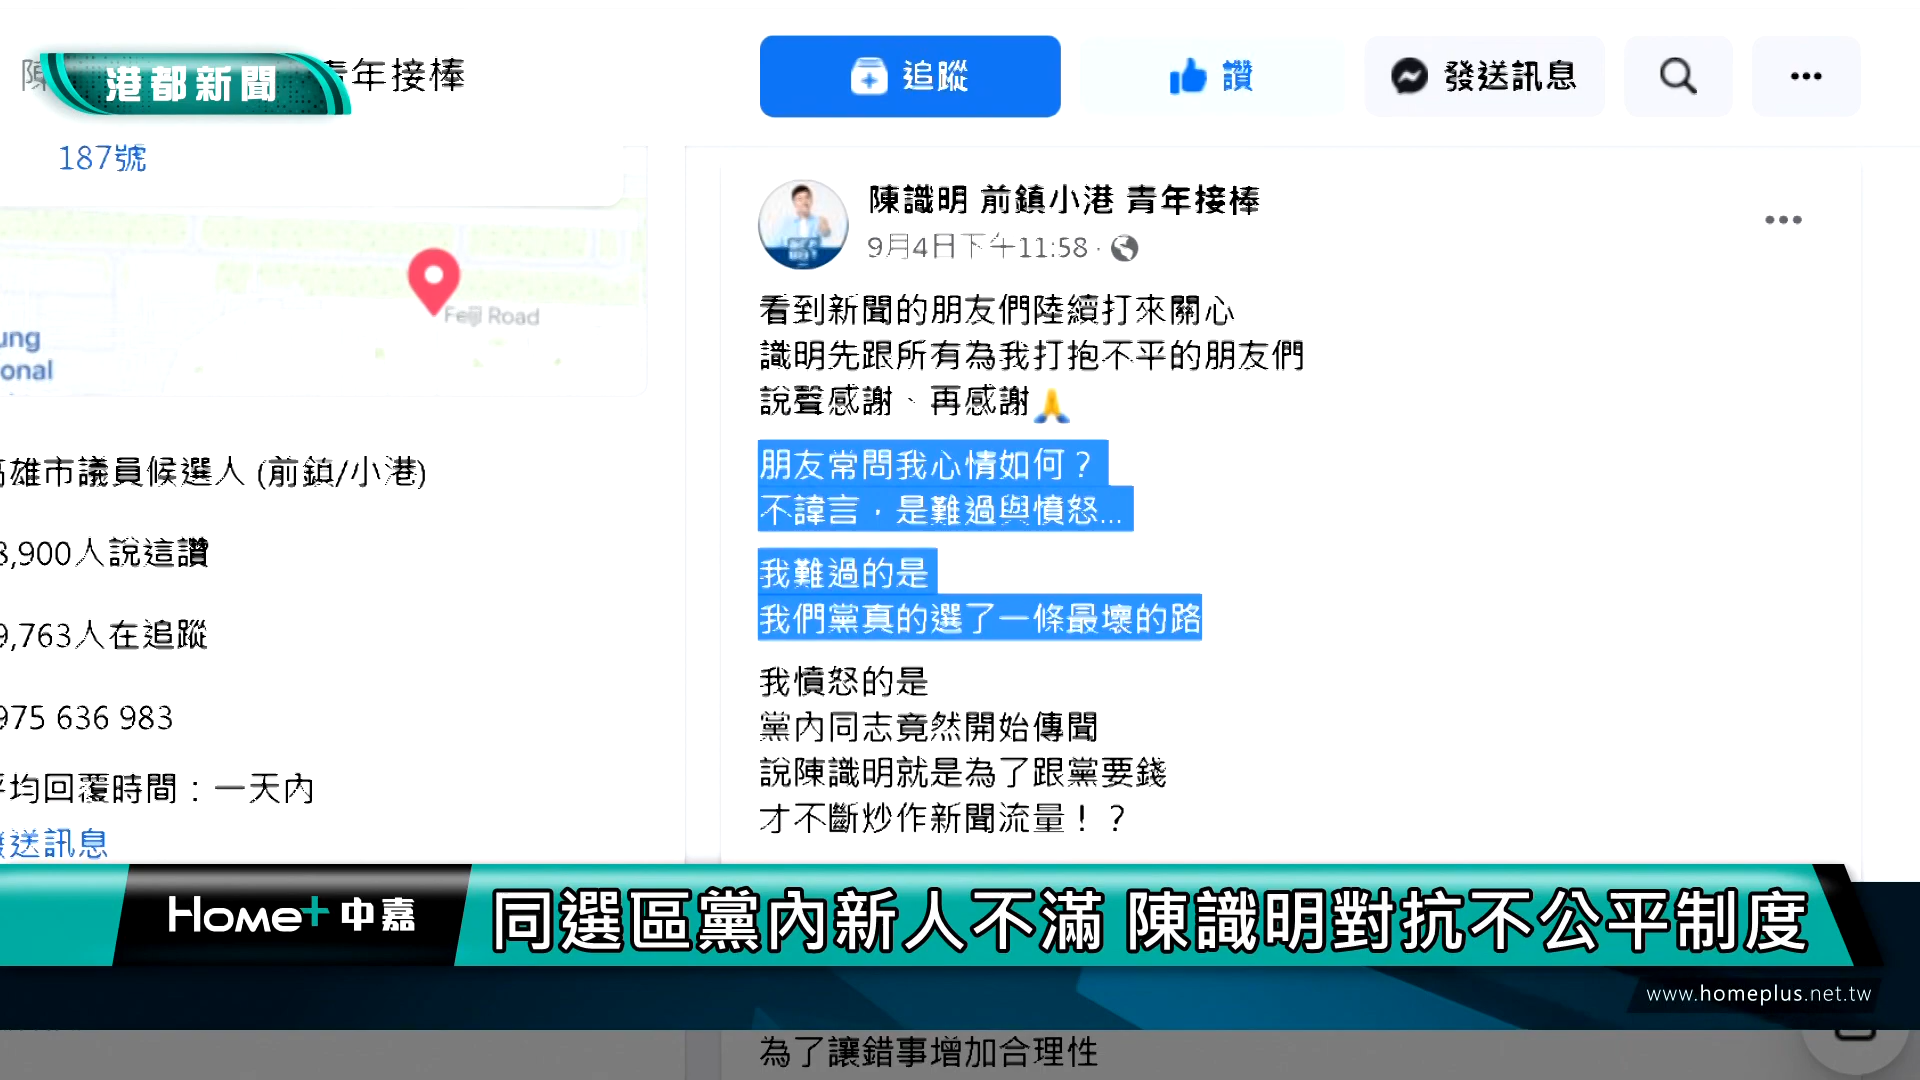 港都新聞
陳 青年接棒
追蹤
讚
發送訊息
187號
Road
ung
onal
高雄市議員候選人 (前鎮/小港)
8,900人說這讚
9,763人在追蹤
975 636 983
平均回覆時間：一天內
發送訊息
陳識明 前鎮小港 青年接棒
9月4日下午11:58
看到新聞的朋友們陸續打來關心
識明先跟所有為我打抱不平的朋友們
說聲感謝、再感謝🙏
朋友常問我心情如何？
不諱言，是難過與憤怒...
我難過的是
我們黨真的選了一條最壞的路
我憤怒的是
黨內同志竟然開始傳聞
說陳識明就是為了跟黨要錢
才不斷炒作新聞流量！？
Home+ 中嘉
同選區黨內新人不滿 陳識明對抗不公平制度
www.homeplus.net.tw
為了讓錯事增加合理性